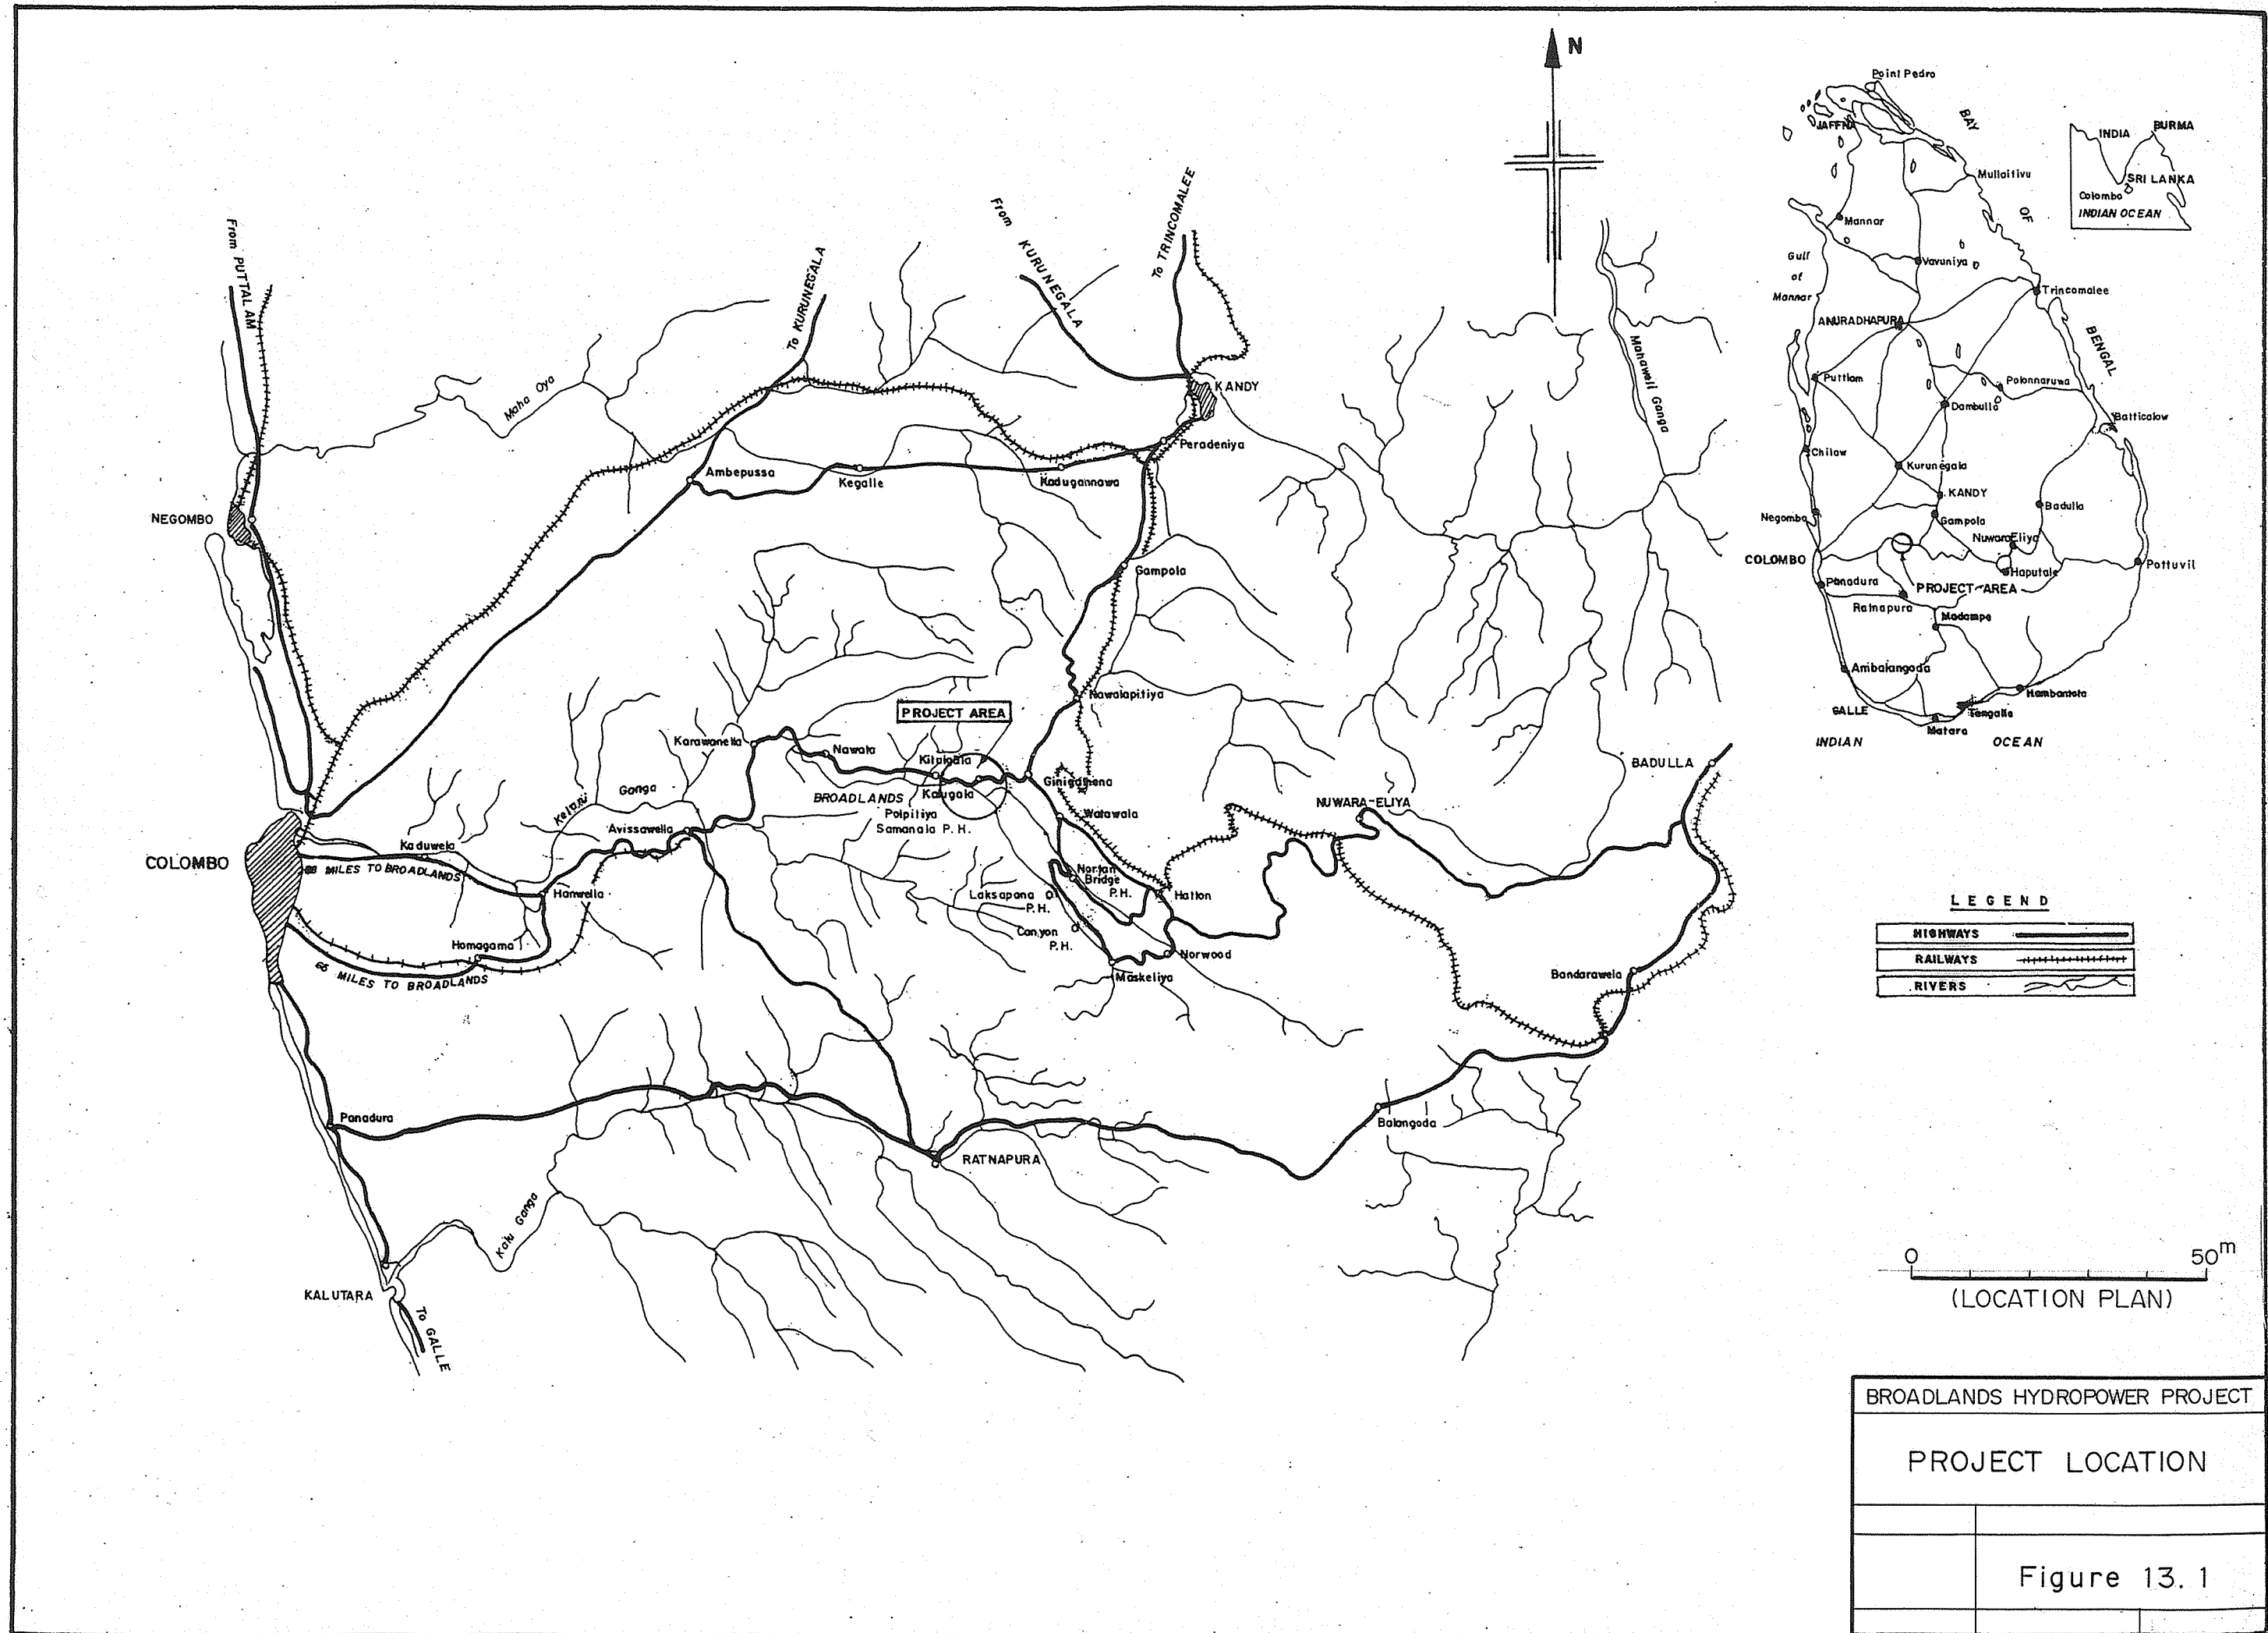 N
From PUTTALAM
To KURUNEGALA
From KURUNEGALA
To TRINCOMALEE
Maha Oya
KANDY
Mahaweli Ganga
Peradeniya
Ambepussa
Kegalle
Kadugannawa
NEGOMBO
Gampola
Nawalapitiya
PROJECT AREA
Karawanella
Nawata
Kitulgala
Ginigathena
BADULLA
Kelani Ganga
BROADLANDS
Kalugala
Polpitiya
Samanala P.H.
Watawala
NUWARA-ELIYA
Avissawella
Kaduwela
COLOMBO
MILES TO BROADLANDS
Hanwella
Norton
Bridge
P.H.
Laksapana
P.H.
Hatton
Canyon
P.H.
Homagama
Norwood
65 MILES TO BROADLANDS
Maskeliya
Bandarawela
Panadura
Balangoda
RATNAPURA
Kalu Ganga
KALUTARA
To GALLE
Point Pedro
JAFFNA
BAY
OF
BENGAL
Mullaitivu
Mannar
Gulf
of
Mannar
Vavuniya
Trincomalee
ANURADHAPURA
Puttlam
Polonnaruwa
Dambulla
Batticalow
Chilaw
Kurunegala
KANDY
Negombo
Gampola
Badulla
NuwaraEliya
COLOMBO
Haputale
Pottuvil
Panadura
PROJECT AREA
Ratnapura
Madampe
Ambalangoda
Hambantota
GALLE
Tangalle
Matara
INDIAN
OCEAN
INDIA
BURMA
SRI LANKA
Colombo
INDIAN OCEAN
LEGEND
HIGHWAYS
RAILWAYS
RIVERS
0 50m
(LOCATION PLAN)
BROADLANDS HYDROPOWER PROJECT
PROJECT LOCATION
Figure 13.1